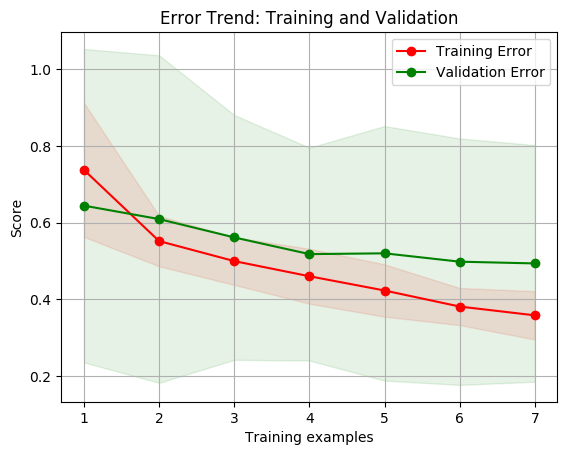 Error Trend: Training and Validation
Training Error
Validation Error
Score
1.0
0.8
0.6
0.4
0.2
1 2 3 4 5 6 7
Training examples